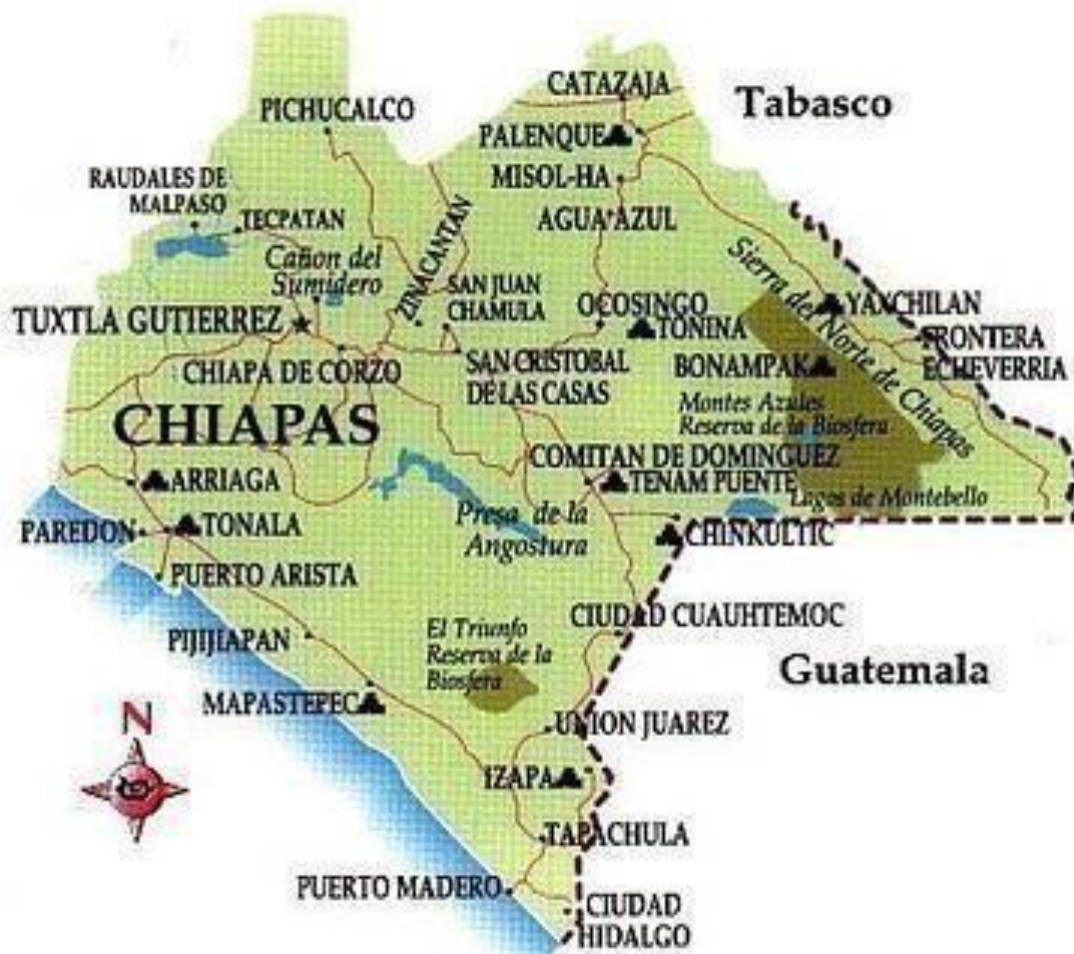 CATAZAJA
Tabasco
PICHUCALCO
PALENQUE
RAUDALES DE
MALPASO
MISOL-HA
TECPATAN
AGUA AZUL
Cañon del
Sumidero
ZINACANTAN
SAN JUAN
CHAMULA
Sierra del Norte de Chiapas
TUXTLA GUTIERREZ
OCOSINGO
TONINA
YAXCHILAN
FRONTERA
ECHEVERRIA
CHIAPA DE CORZO
SAN CRISTOBAL
DE LAS CASAS
BONAMPAK
CHIAPAS
Montes Azules
Reserva de la Biosfera
ARRIAGA
COMITAN DE DOMINGUEZ
TENAM PUENTE
Lagos de Montebello
PAREDON
TONALA
Presa de la
Angostura
CHINKULTIC
PUERTO ARISTA
PIJIJIAPAN
El Triunfo
Reserva de la
Biosfera
CIUDAD CUAUHTEMOC
Guatemala
MAPASTEPEC
N
UNION JUAREZ
IZAPA
TAPACHULA
PUERTO MADERO
CIUDAD
HIDALGO